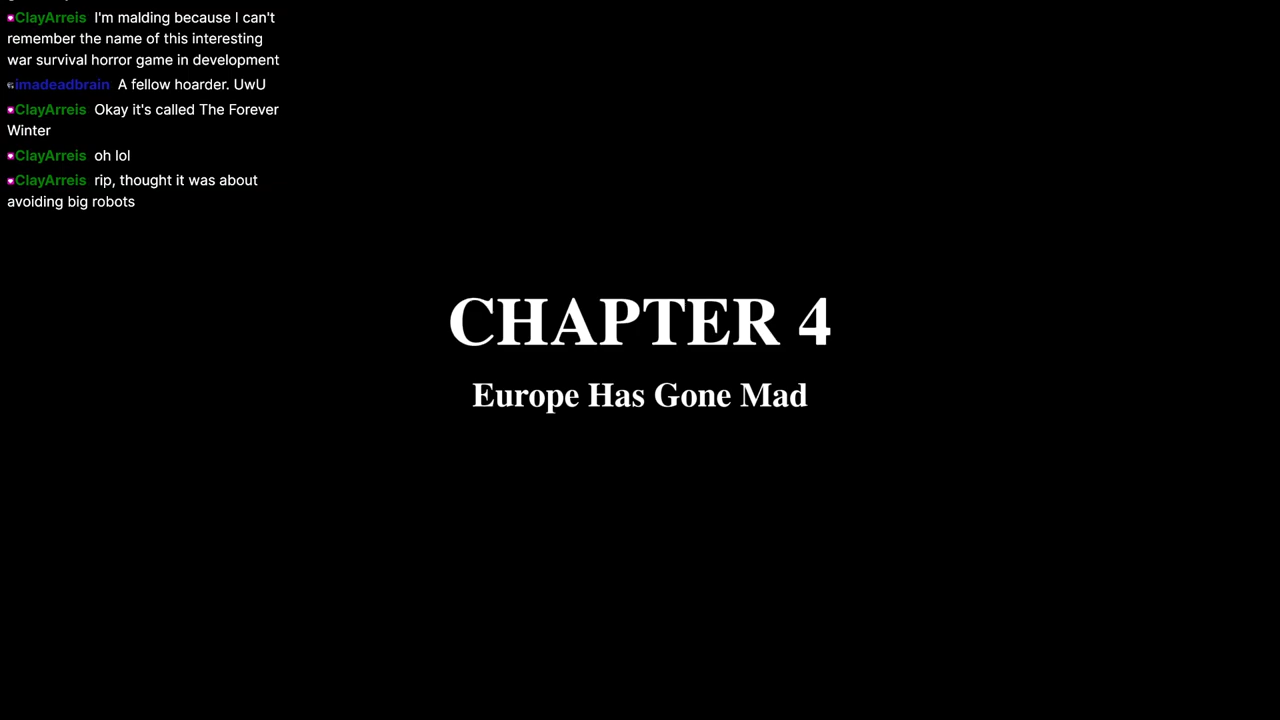 ClayArreis I'm malding because I can't
remember the name of this interesting
war survival horror game in development
imadeadbrain A fellow hoarder. UwU
ClayArreis Okay it's called The Forever
Winter
ClayArreis oh lol
ClayArreis rip, thought it was about
avoiding big robots
CHAPTER 4
Europe Has Gone Mad